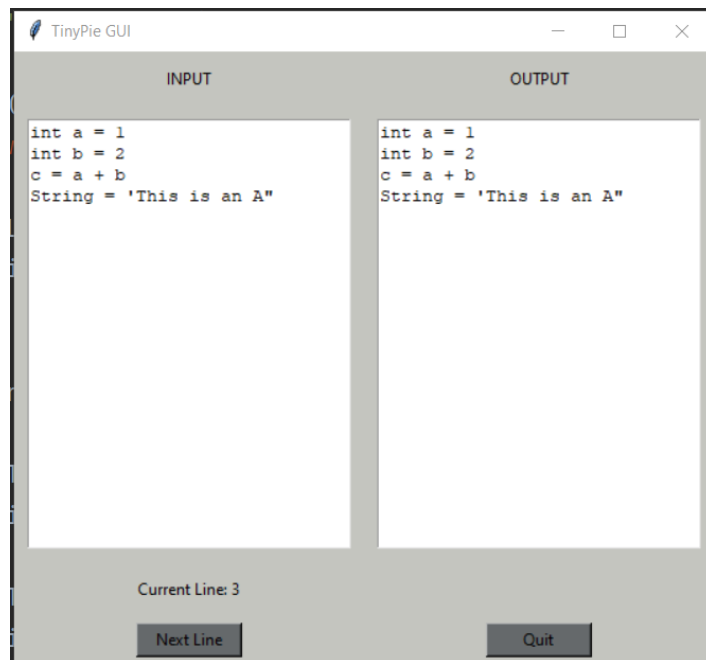 TinyPie GUI
INPUT
OUTPUT
int a = 1
int b = 2
c = a + b
String = 'This is an A"
int a = 1
int b = 2
c = a + b
String = 'This is an A"
Current Line: 3
Next Line
Quit